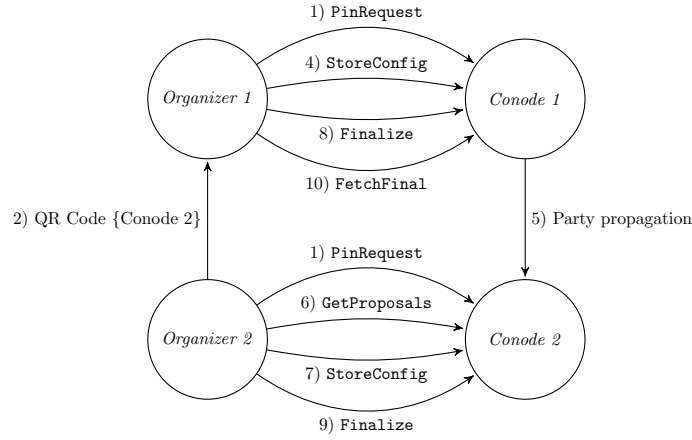 1) PinRequest
4) StoreConfig
Organizer 1
Conode 1
8) Finalize
10) FetchFinal
2) QR Code {Conode 2}
5) Party propagation
1) PinRequest
6) GetProposals
Organizer 2
Conode 2
7) StoreConfig
9) Finalize